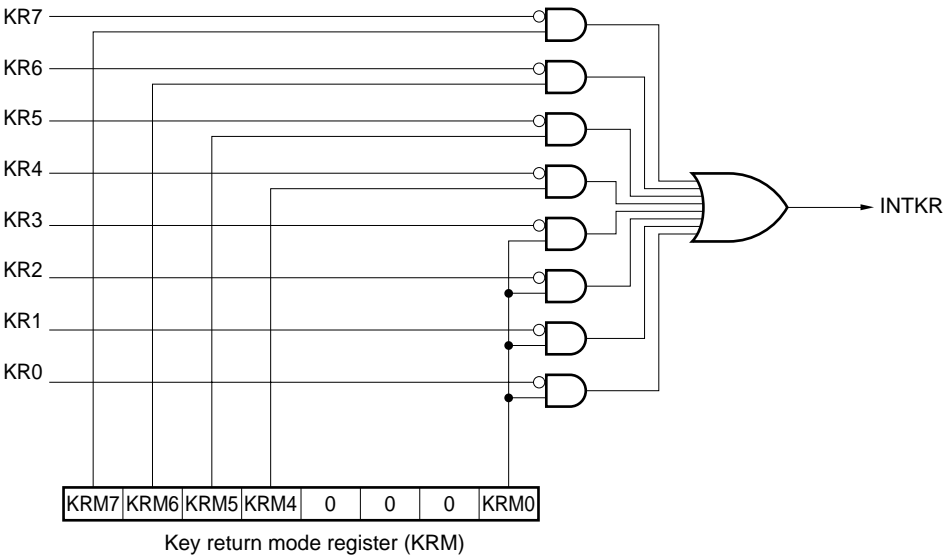 KR7
KR6
KR5
KR4
KR3
KR2
KR1
KR0
INTKR
KRM7 KRM6 KRM5 KRM4 0 0 0 KRM0
Key return mode register (KRM)